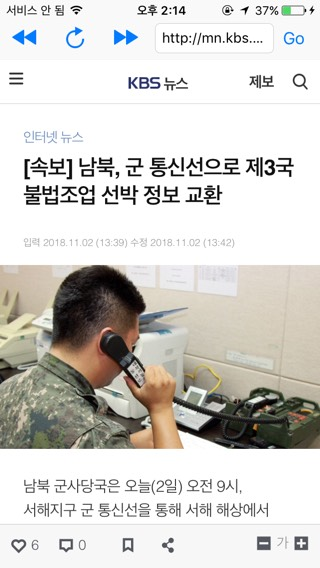 서비스 안 됨 오후 2:14 37%
http://mn.kbs.... Go
KBS 뉴스 제보
인터넷 뉴스
[속보] 남북, 군 통신선으로 제3국
불법조업 선박 정보 교환
입력 2018.11.02 (13:39) 수정 2018.11.02 (13:42)
남북 군사당국은 오늘(2일) 오전 9시,
서해지구 군 통신선을 통해 서해 해상에서
6 0 가